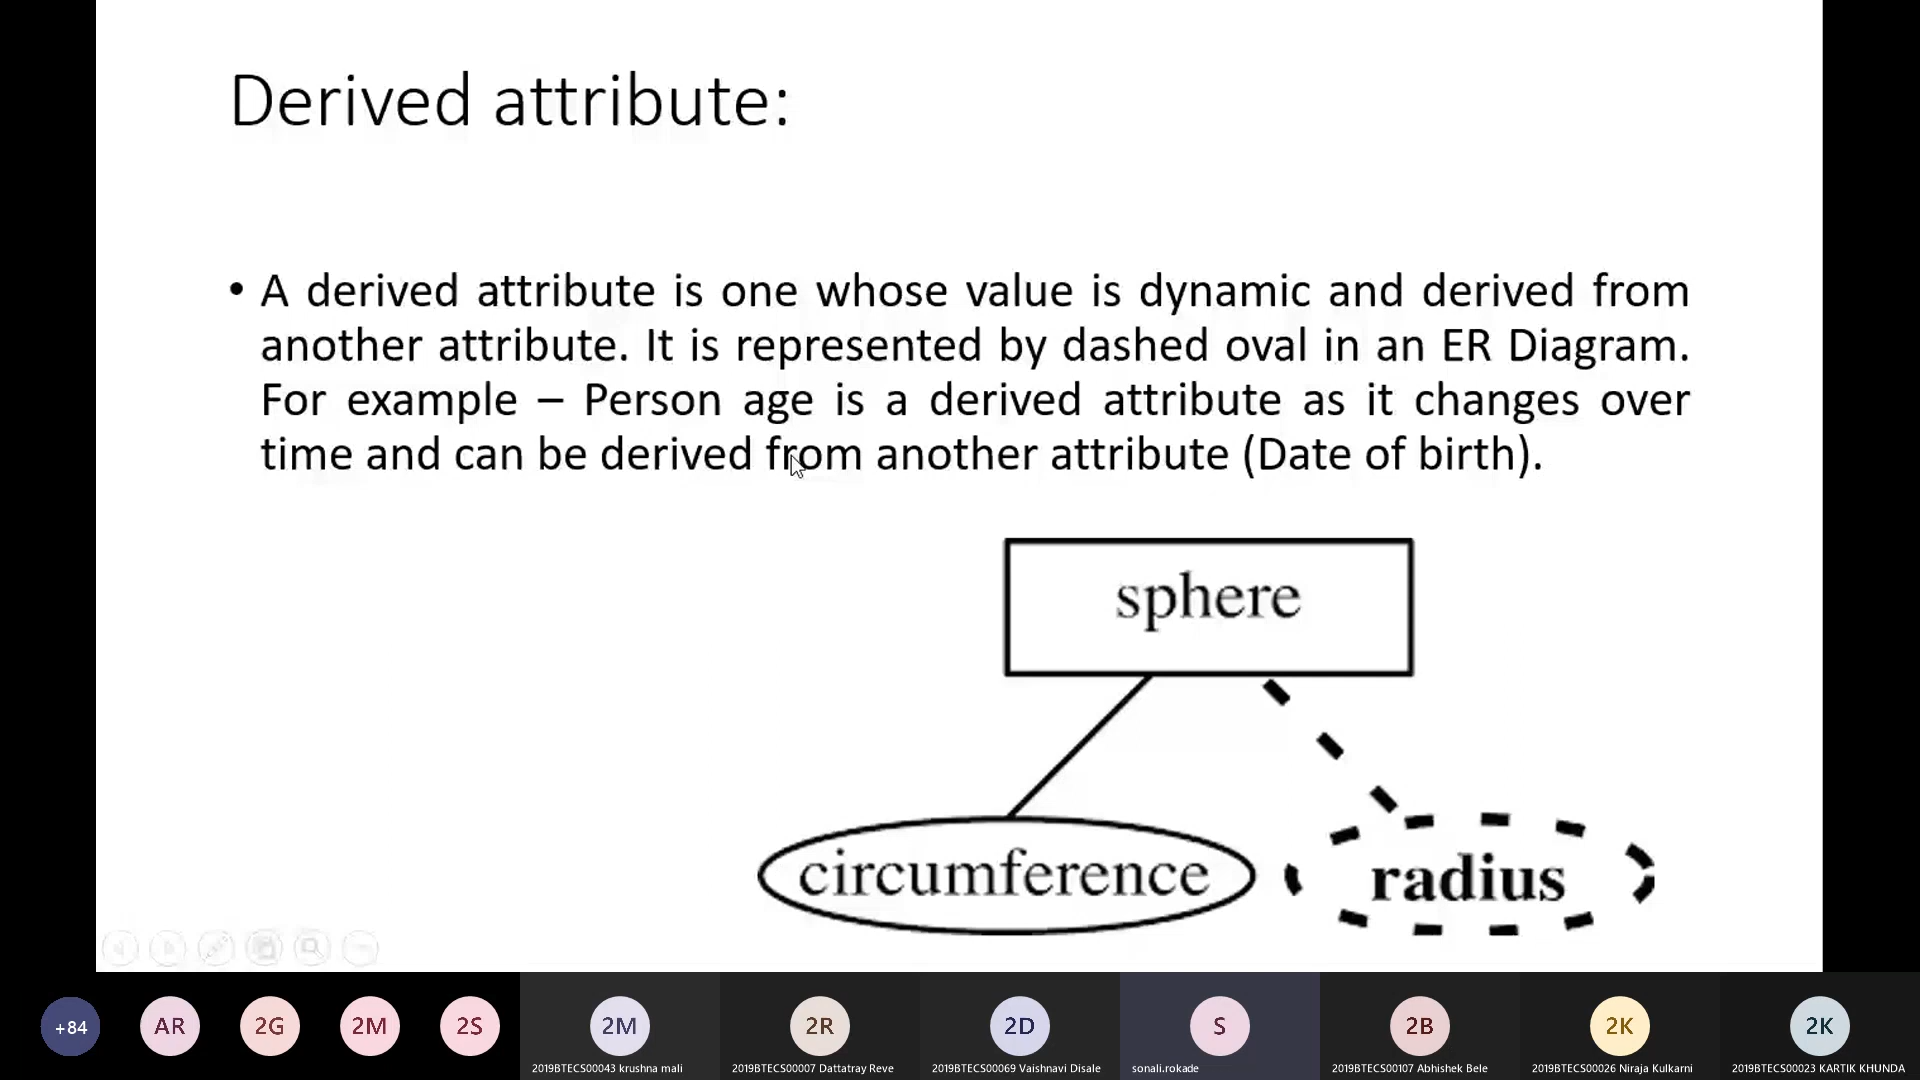 Derived attribute:
• A derived attribute is one whose value is dynamic and derived from
another attribute. It is represented by dashed oval in an ER Diagram.
For example – Person age is a derived attribute as it changes over
time and can be derived from another attribute (Date of birth).
sphere
circumference
radius
+84
AR
2G
2M
2S
2M
2R
2D
S
2B
2K
2K
2019BTECS00043 krushna mali
2019BTECS00007 Dattatray Reve
2019BTECS00069 Vaishnavi Disale
sonali.rokade
2019BTECS00107 Abhishek Bele
2019BTECS00026 Niraja Kulkarni
2019BTECS00023 KARTIK KHUNDA